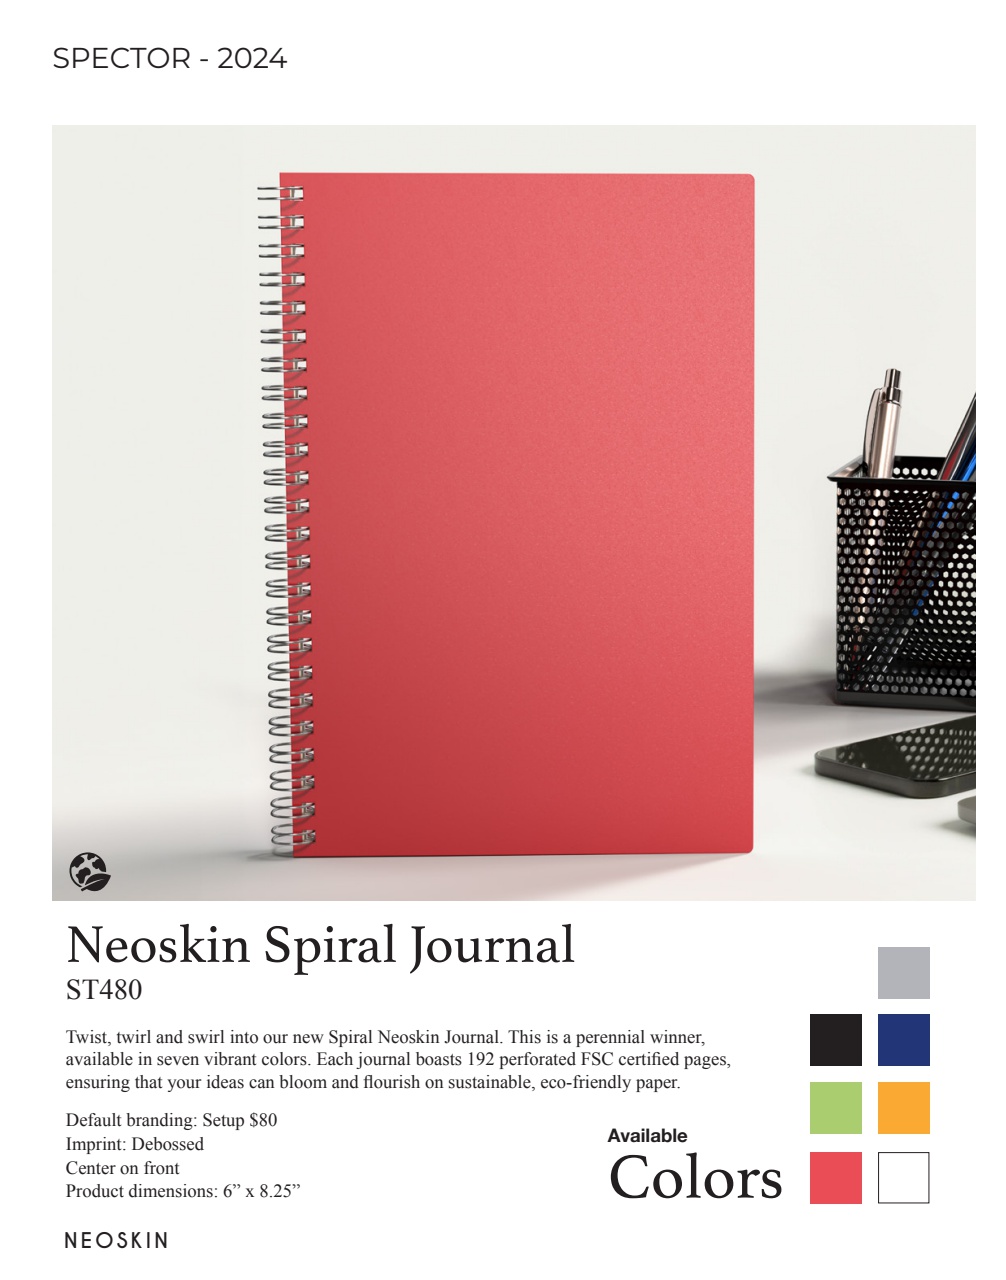 SPECTOR - 2024
Neoskin Spiral Journal
ST480
Twist, twirl and swirl into our new Spiral Neoskin Journal. This is a perennial winner,
available in seven vibrant colors. Each journal boasts 192 perforated FSC certified pages,
ensuring that your ideas can bloom and flourish on sustainable, eco-friendly paper.
Default branding: Setup $80
Imprint: Debossed
Center on front
Product dimensions: 6” x 8.25”
Available
Colors
NEOSKIN